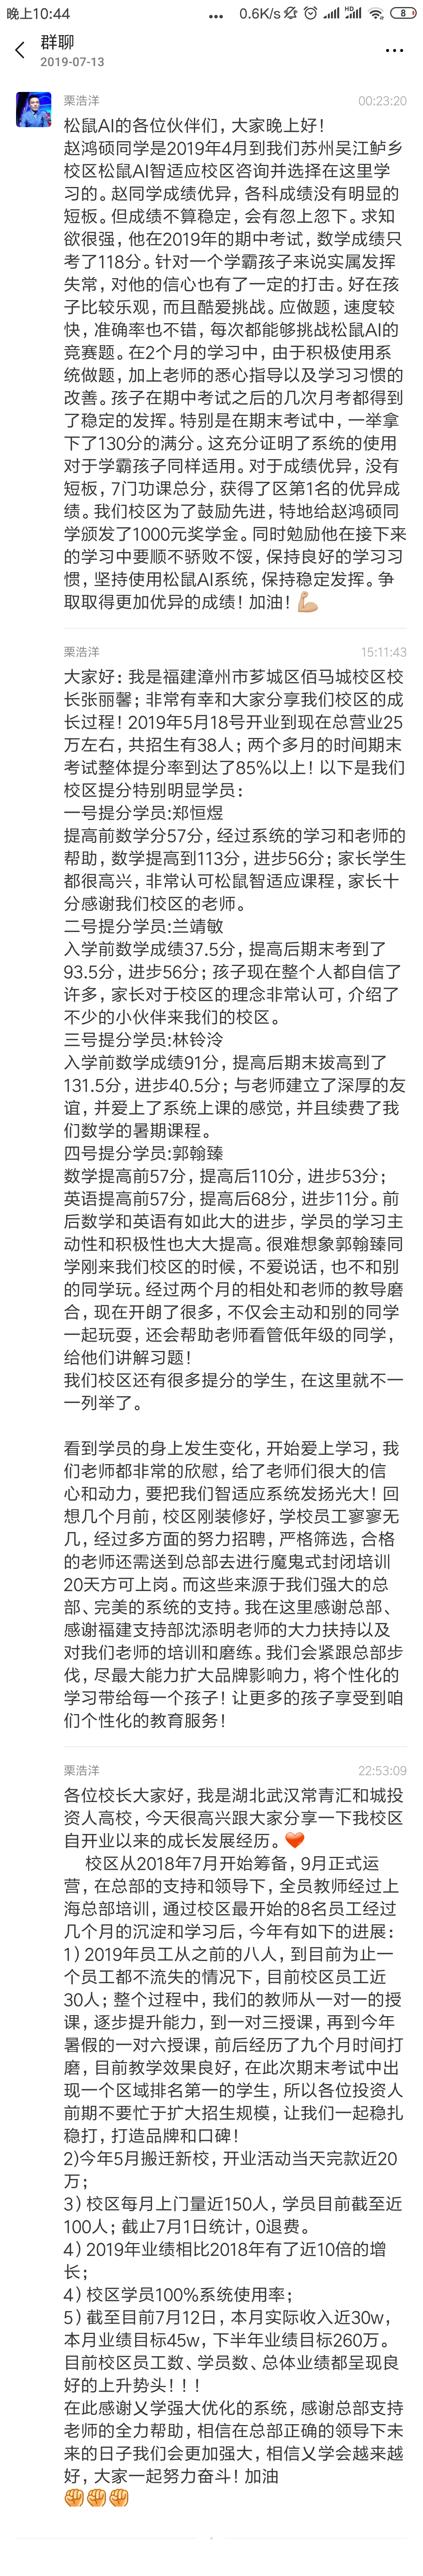 晚上10:44 ... 0.6K/s HD 8
群聊
2019-07-13
栗浩洋 00:23:20
松鼠AI的各位伙伴们，大家晚上好！
赵鸿硕同学是2019年4月到我们苏州吴江鲈乡
校区松鼠AI智适应校区咨询并选择在这里学
习的。赵同学成绩优异，各科成绩没有明显的
短板。但成绩不算稳定，会有忽上忽下。求知
欲很强，他在2019年的期中考试，数学成绩只
考了118分。针对一个学霸孩子来说实属发挥
失常，对他的信心也有了一定的打击。好在孩
子比较乐观，而且酷爱挑战。应做题，速度较
快，准确率也不错，每次都能够挑战松鼠AI的
竞赛题。在2个月的学习中，由于积极使用系
统做题，加上老师的悉心指导以及学习习惯的
改善。孩子在期中考试之后的几次月考都得到
了稳定的发挥。特别是在期末考试中，一举拿
下了130分的满分。这充分证明了系统的使用
对于学霸孩子同样适用。对于成绩优异，没有
短板，7门功课总分，获得了区第1名的优异成
绩。我们校区为了鼓励先进，特地给赵鸿硕同
学颁发了1000元奖学金。同时勉励他在接下来
的学习中要顺不骄败不馁，保持良好的学习习
惯，坚持使用松鼠AI系统，保持稳定发挥。争
取取得更加优异的成绩！加油！💪
栗浩洋 15:11:43
大家好：我是福建漳州市芗城区佰马城校区校
长张丽馨；非常有幸和大家分享我们校区的成
长过程！2019年5月18号开业到现在总营业25
万左右，共招生有38人；两个多月的时间期末
考试整体提分率到达了85%以上！以下是我们
校区提分特别明显学员：
一号提分学员:郑恒煜
提高前数学分57分，经过系统的学习和老师的
帮助，数学提高到113分，进步56分；家长学生
都很高兴，非常认可松鼠智适应课程，家长十
分感谢我们校区的老师。
二号提分学员:兰靖敏
入学前数学成绩37.5分，提高后期末考到了
93.5分，进步56分；孩子现在整个人都自信了
许多，家长对于校区的理念非常认可，介绍了
不少的小伙伴来我们的校区。
三号提分学员:林铃泠
入学前数学成绩91分，提高后期末拔高到了
131.5分，进步40.5分；与老师建立了深厚的友
谊，并爱上了系统上课的感觉，并且续费了我
们数学的暑期课程。
四号提分学员:郭翰臻
数学提高前57分，提高后110分，进步53分；
英语提高前57分，提高后68分，进步11分。前
后数学和英语有如此大的进步，学员的学习主
动性和积极性也大大提高。很难想象郭翰臻同
学刚来我们校区的时候，不爱说话，也不和别
的同学玩。经过两个月的相处和老师的教导磨
合，现在开朗了很多，不仅会主动和别的同学
一起玩耍，还会帮助老师看管低年级的同学，
给他们讲解习题！
我们校区还有很多提分的学生，在这里就不一
一列举了。
看到学员的身上发生变化，开始爱上学习，我
们老师都非常的欣慰，给了老师们很大的信
心和动力，要把我们智适应系统发扬光大！回
想几个月前，校区刚装修好，学校员工寥寥无
几，经过多方面的努力招聘，严格筛选，合格
的老师还需送到总部去进行魔鬼式封闭培训
20天方可上岗。而这些来源于我们强大的总
部、完美的系统的支持。我在这里感谢总部、
感谢福建支持部沈添明老师的大力扶持以及
对我们老师的培训和磨练。我们会紧跟总部步
伐，尽最大能力扩大品牌影响力，将个性化的
学习带给每一个孩子！让更多的孩子享受到咱
们个性化的教育服务！
栗浩洋 22:53:09
各位校长大家好，我是湖北武汉常青汇和城投
资人高校，今天很高兴跟大家分享一下我校区
自开业以来的成长发展经历。❤️
校区从2018年7月开始筹备，9月正式运
营，在总部的支持和领导下，全员教师经过上
海总部培训，通过校区最开始的8名员工经过
几个月的沉淀和学习后，今年有如下的进展：
1）2019年员工从之前的八人，到目前为止一
个员工都不流失的情况下，目前校区员工近
30人；整个过程中，我们的教师从一对一的授
课，逐步提升能力，到一对三授课，再到今年
暑假的一对六授课，前后经历了九个月时间打
磨，目前教学效果良好，在此次期末考试中出
现一个区域排名第一的学生，所以各位投资人
前期不要忙于扩大招生规模，让我们一起稳扎
稳打，打造品牌和口碑！
2)今年5月搬迁新校，开业活动当天完款近20
万；
3）校区每月上门量近150人，学员目前截至近
100人；截止7月1日统计，0退费。
4）2019年业绩相比2018年有了近10倍的增
长；
4）校区学员100%系统使用率；
5）截至目前7月12日，本月实际收入近30w，
本月业绩目标45w，下半年业绩目标260万。
目前校区员工数、学员数、总体业绩都呈现良
好的上升势头！！！
在此感谢乂学强大优化的系统，感谢总部支持
老师的全力帮助，相信在总部正确的领导下未
来的日子我们会更加强大，相信乂学会越来越
好，大家一起努力奋斗！加油
✊✊✊